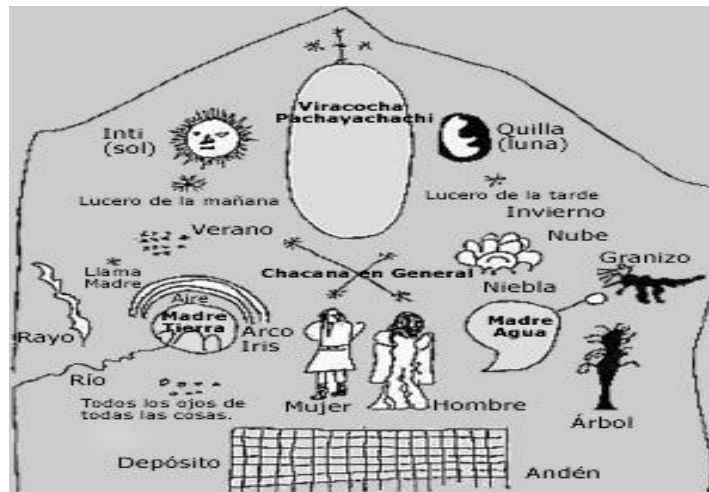 Viracocha
Pachayachachi
Inti
(sol)
Quilla
(luna)
Lucero de la mañana
Lucero de la tarde
Invierno
Verano
Nube
Llama
Madre
Chacana en General
Granizo
Niebla
Aire
Madre
Tierra
Arco
Iris
Rayo
Madre
Agua
Río
Todos los ojos de
todas las cosas.
Mujer
Hombre
Árbol
Depósito
Andén